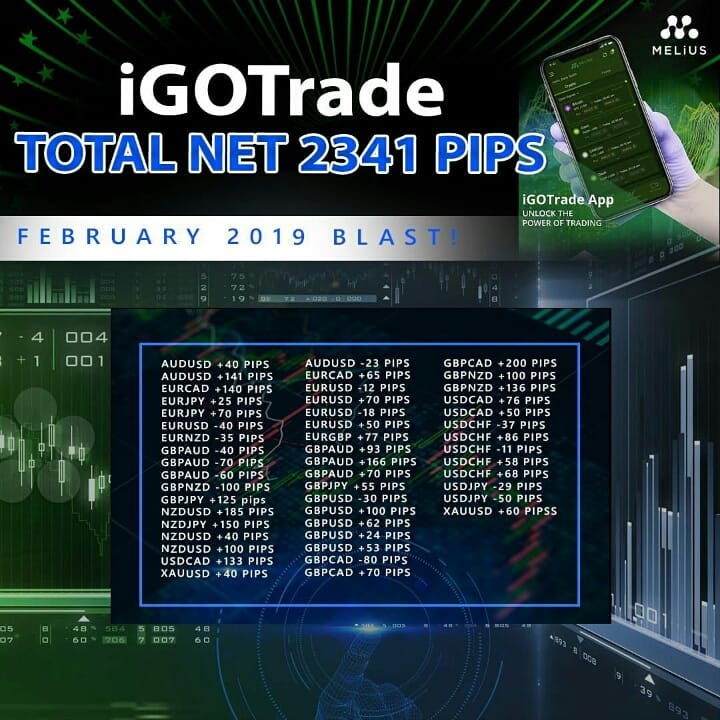 MELiUS
iGOTrade
TOTAL NET 2341 PIPS
iGOTrade App
UNLOCK THE
POWER OF TRADING
FEBRUARY 2019 BLAST!
AUDUSD +40 PIPS
AUDUSD +141 PIPS
EURCAD +140 PIPS
EURJPY +25 PIPS
EURJPY +70 PIPS
EURUSD -40 PIPS
EURNZD -35 PIPS
GBPAUD -40 PIPS
GBPAUD -70 PIPS
GBPAUD -60 PIPS
GBPNZD -100 PIPS
GBPJPY +125 pips
NZDUSD +185 PIPS
NZDJPY +150 PIPS
NZDUSD +40 PIPS
NZDUSD +100 PIPS
USDCAD +133 PIPS
XAUUSD +40 PIPS
AUDUSD -23 PIPS
EURCAD +65 PIPS
EURUSD -12 PIPS
EURUSD +70 PIPS
EURUSD -18 PIPS
EURUSD +50 PIPS
EURGBP +77 PIPS
GBPAUD +93 PIPS
GBPAUD +166 PIPS
GBPAUD +70 PIPS
GBPJPY +55 PIPS
GBPUSD -30 PIPS
GBPUSD +100 PIPS
GBPUSD +62 PIPS
GBPUSD +24 PIPS
GBPUSD +53 PIPS
GBPCAD -80 PIPS
GBPCAD +70 PIPS
GBPCAD +200 PIPS
GBPNZD +100 PIPS
GBPNZD +136 PIPS
USDCAD +76 PIPS
USDCAD +50 PIPS
USDCHF -37 PIPS
USDCHF +86 PIPS
USDCHF -11 PIPS
USDCHF +58 PIPS
USDCHF +68 PIPS
USDJPY -29 PIPS
USDJPY -50 PIPS
XAUUSD +60 PIPSS